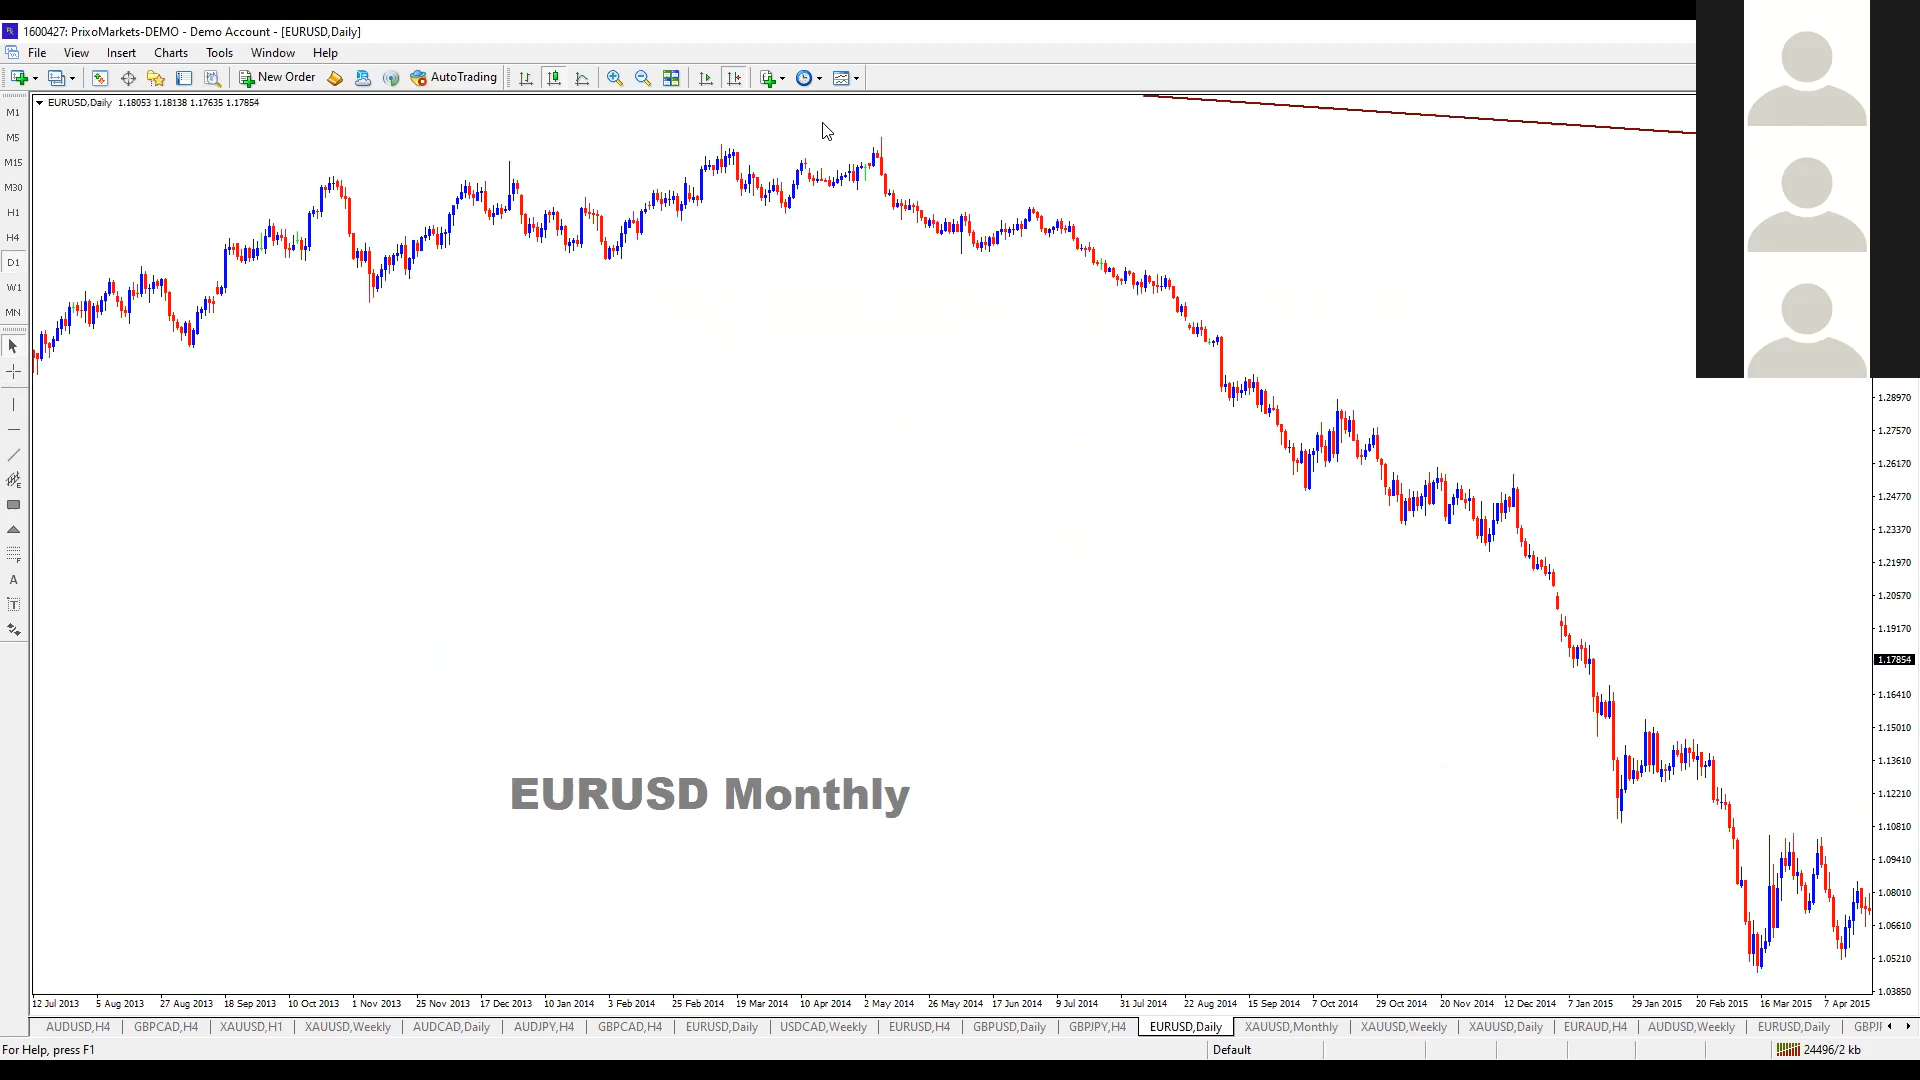 1600427: PrixoMarkets-DEMO - Demo Account - [EURUSD,Daily]
File View Insert Charts Tools Window Help
New Order AutoTrading
EURUSD,Daily 1.18053 1.18138 1.17635 1.17854
M1
M5
M15
M30
H1
H4
D1
W1
MN
A
T
1.28970
1.27570
1.26170
1.24770
1.23370
1.21970
1.20570
1.19170
1.17854
1.16410
1.15010
1.13610
1.12210
1.10810
1.09410
1.08010
1.06610
1.05210
1.03850
EURUSD Monthly
12 Jul 2013 5 Aug 2013 27 Aug 2013 18 Sep 2013 10 Oct 2013 1 Nov 2013 25 Nov 2013 17 Dec 2013 10 Jan 2014 3 Feb 2014 25 Feb 2014 19 Mar 2014 10 Apr 2014 2 May 2014 26 May 2014 17 Jun 2014 9 Jul 2014 31 Jul 2014 22 Aug 2014 15 Sep 2014 7 Oct 2014 29 Oct 2014 20 Nov 2014 12 Dec 2014 7 Jan 2015 29 Jan 2015 20 Feb 2015 16 Mar 2015 7 Apr 2015
AUDUSD,H4 GBPCAD,H4 XAUUSD,H1 XAUUSD,Weekly AUDCAD,Daily AUDJPY,H4 GBPCAD,H4 EURUSD,Daily USDCAD,Weekly EURUSD,H4 GBPUSD,Daily GBPJPY,H4 EURUSD,Daily XAUUSD,Monthly XAUUSD,Weekly XAUUSD,Daily EURAUD,H4 AUDUSD,Weekly EURUSD,Daily GBPJF
For Help, press F1 Default 24496/2 kb